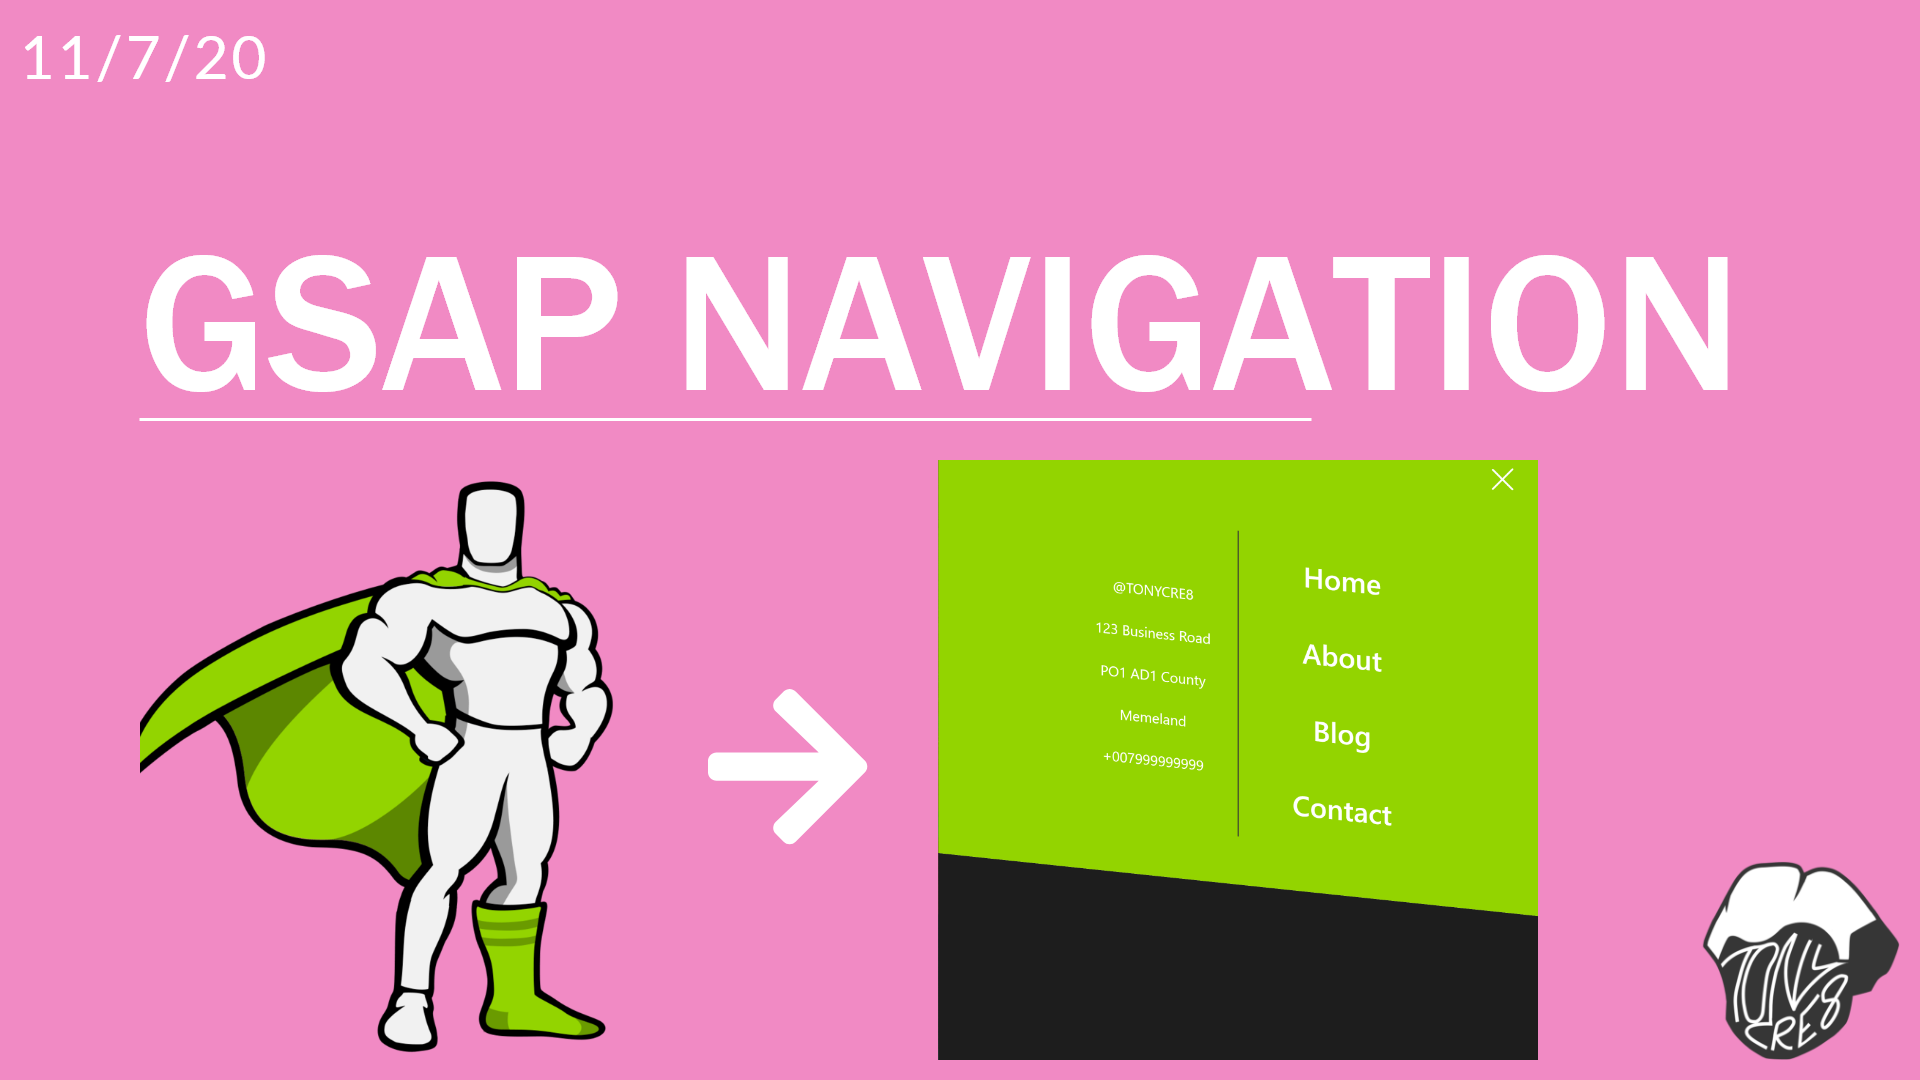 11/7/20
GSAP NAVIGATION
@TONYCRE8
123 Business Road
PO1 AD1 County
Memeland
+007999999999
Home
About
Blog
Contact
TONY
CRE8